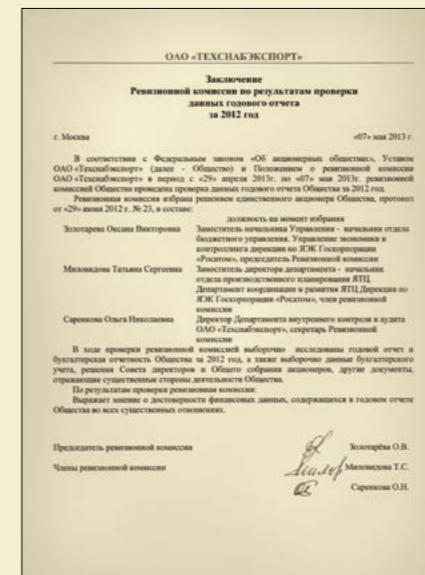 ОАО «ТЕХСНАБЭКСПОРТ»
Заключение
Ревизионной комиссии по результатам проверки
данных годового отчета
за 2012 год
г. Москва «07» мая 2013 г.
В соответствии с Федеральным законом «Об акционерных обществах», Уставом
ОАО «Техснабэкспорт» (далее - Общество) и Положением о ревизионной комиссии
ОАО «Техснабэкспорт» в период с «29» апреля 2013г. по «07» мая 2013г. ревизионной
комиссией Общества проведена проверка данных годового отчета Общества за 2012 год.
Ревизионная комиссия избрана решением единственного акционера Общества, протокол
от «29» июня 2012 г. № 23, в составе:
должность на момент избрания
Золотарева Оксана Викторовна Заместитель начальника Управления - начальник отдела
бюджетного управления. Управление экономики и
контроллинга дирекции по ЯЭК Госкорпорации
«Росатом», председатель Ревизионной комиссии
Миловидова Татьяна Сергеевна Заместитель директора департамента - начальник
отдела производственного планирования ЯТЦ.
Департамент координации и развития ЯТЦ Дирекции по
ЯЭК Госкорпорации «Росатом», член ревизионной
комиссии
Саренкова Ольга Николаевна Директор Департамента внутреннего контроля и аудита
ОАО «Техснабэкспорт», секретарь Ревизионной
комиссии
В ходе проверки ревизионной комиссией выборочно исследованы годовой отчет и
бухгалтерская отчетность Общества за 2012 год, а также выборочно данные бухгалтерского
учета, решения Совета директоров и Общего собрания акционеров, другие документы,
отражающие существенные стороны деятельности Общества.
По результатам проверки ревизионная комиссия:
Выражает мнение о достоверности финансовых данных, содержащихся в годовом отчете
Общества во всех существенных отношениях.
Председатель ревизионной комиссии Золотарёва О.В.
Члены ревизионной комиссии Миловидова Т.С.
Саренкова О.Н.